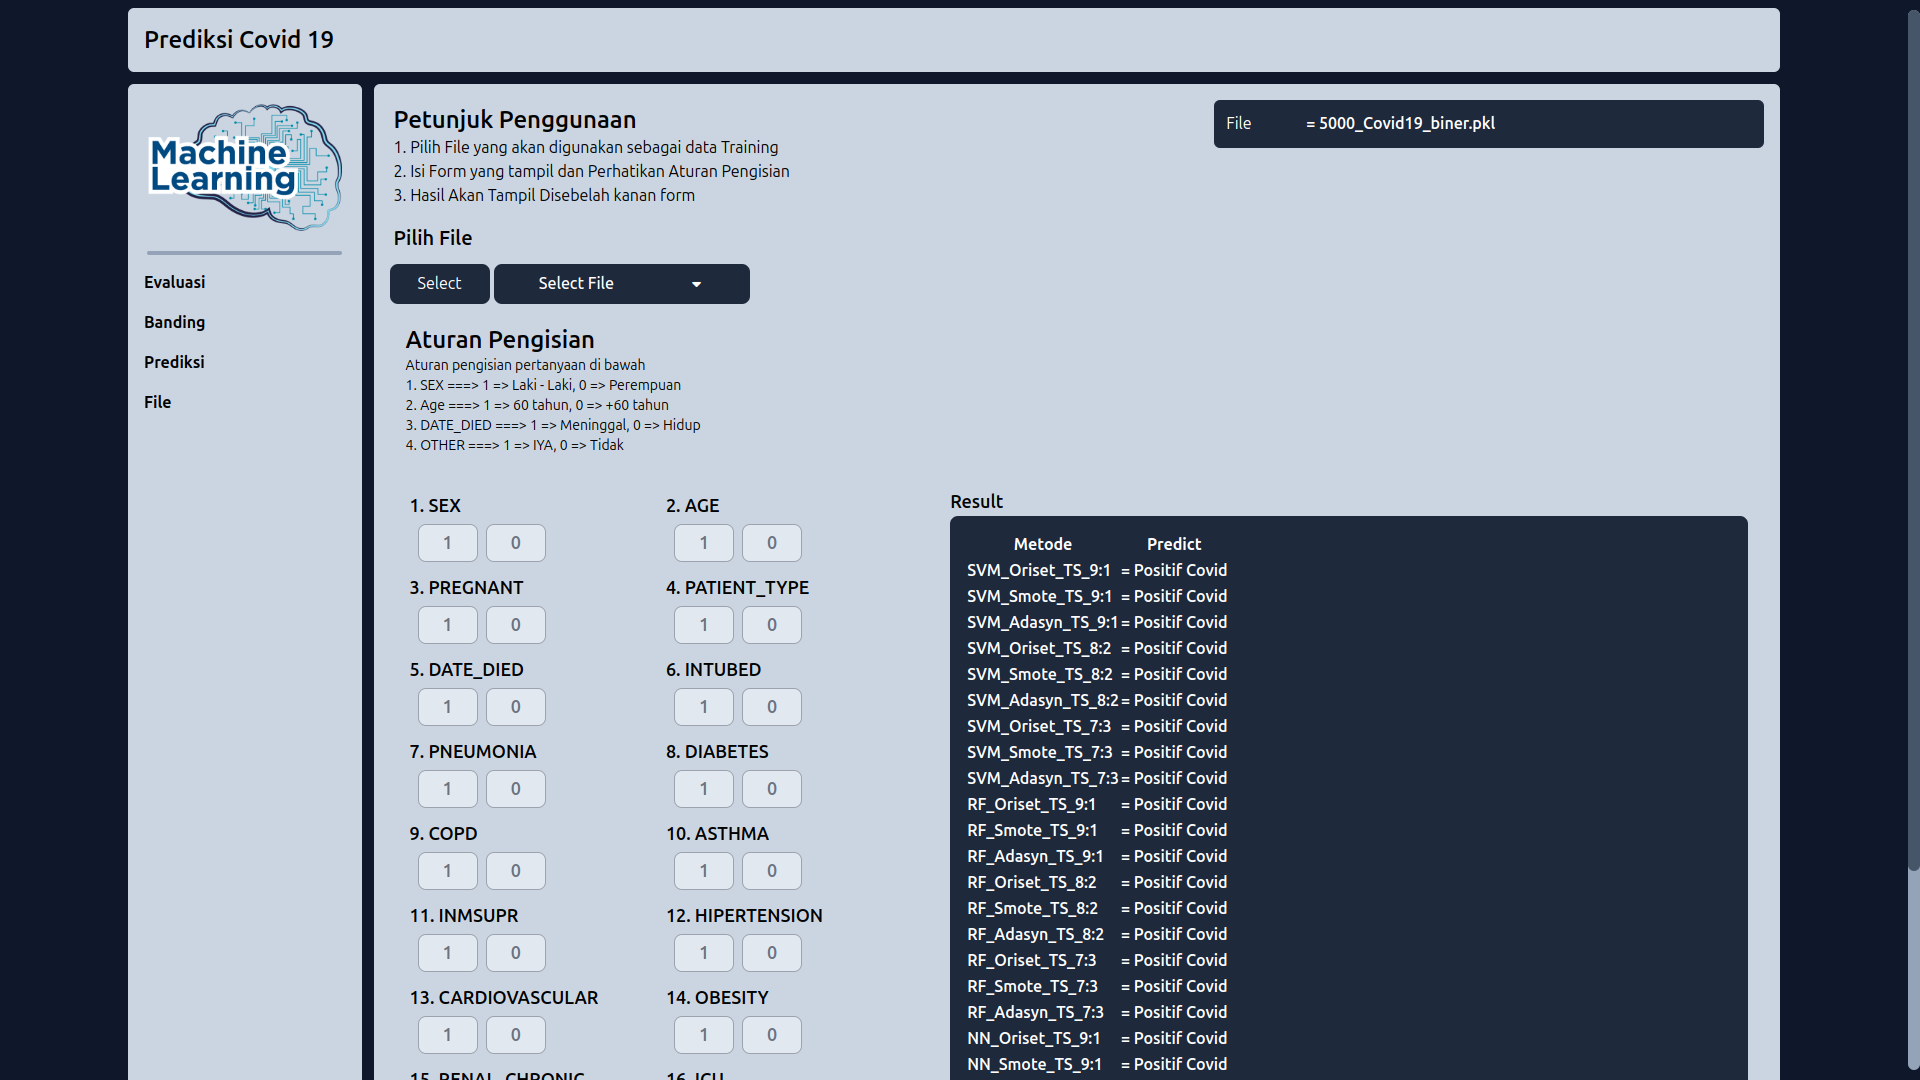 Prediksi Covid 19
Machine
Learning
Evaluasi
Banding
Prediksi
File
Petunjuk Penggunaan
1. Pilih File yang akan digunakan sebagai data Training
2. Isi Form yang tampil dan Perhatikan Aturan Pengisian
3. Hasil Akan Tampil Disebelah kanan form
File = 5000_Covid19_biner.pkl
Pilih File
Select Select File
Aturan Pengisian
Aturan pengisian pertanyaan di bawah
1. SEX ===> 1 => Laki - Laki, 0 => Perempuan
2. Age ===> 1 => 60 tahun, 0 => +60 tahun
3. DATE_DIED ===> 1 => Meninggal, 0 => Hidup
4. OTHER ===> 1 => IYA, 0 => Tidak
1. SEX 2. AGE
1 0 1 0
3. PREGNANT 4. PATIENT_TYPE
1 0 1 0
5. DATE_DIED 6. INTUBED
1 0 1 0
7. PNEUMONIA 8. DIABETES
1 0 1 0
9. COPD 10. ASTHMA
1 0 1 0
11. INMSUPR 12. HIPERTENSION
1 0 1 0
13. CARDIOVASCULAR 14. OBESITY
1 0 1 0
15. RENAL_CHRONIC 16. ICU
Result
Metode Predict
SVM_Oriset_TS_9:1 = Positif Covid
SVM_Smote_TS_9:1 = Positif Covid
SVM_Adasyn_TS_9:1 = Positif Covid
SVM_Oriset_TS_8:2 = Positif Covid
SVM_Smote_TS_8:2 = Positif Covid
SVM_Adasyn_TS_8:2 = Positif Covid
SVM_Oriset_TS_7:3 = Positif Covid
SVM_Smote_TS_7:3 = Positif Covid
SVM_Adasyn_TS_7:3 = Positif Covid
RF_Oriset_TS_9:1 = Positif Covid
RF_Smote_TS_9:1 = Positif Covid
RF_Adasyn_TS_9:1 = Positif Covid
RF_Oriset_TS_8:2 = Positif Covid
RF_Smote_TS_8:2 = Positif Covid
RF_Adasyn_TS_8:2 = Positif Covid
RF_Oriset_TS_7:3 = Positif Covid
RF_Smote_TS_7:3 = Positif Covid
RF_Adasyn_TS_7:3 = Positif Covid
NN_Oriset_TS_9:1 = Positif Covid
NN_Smote_TS_9:1 = Positif Covid